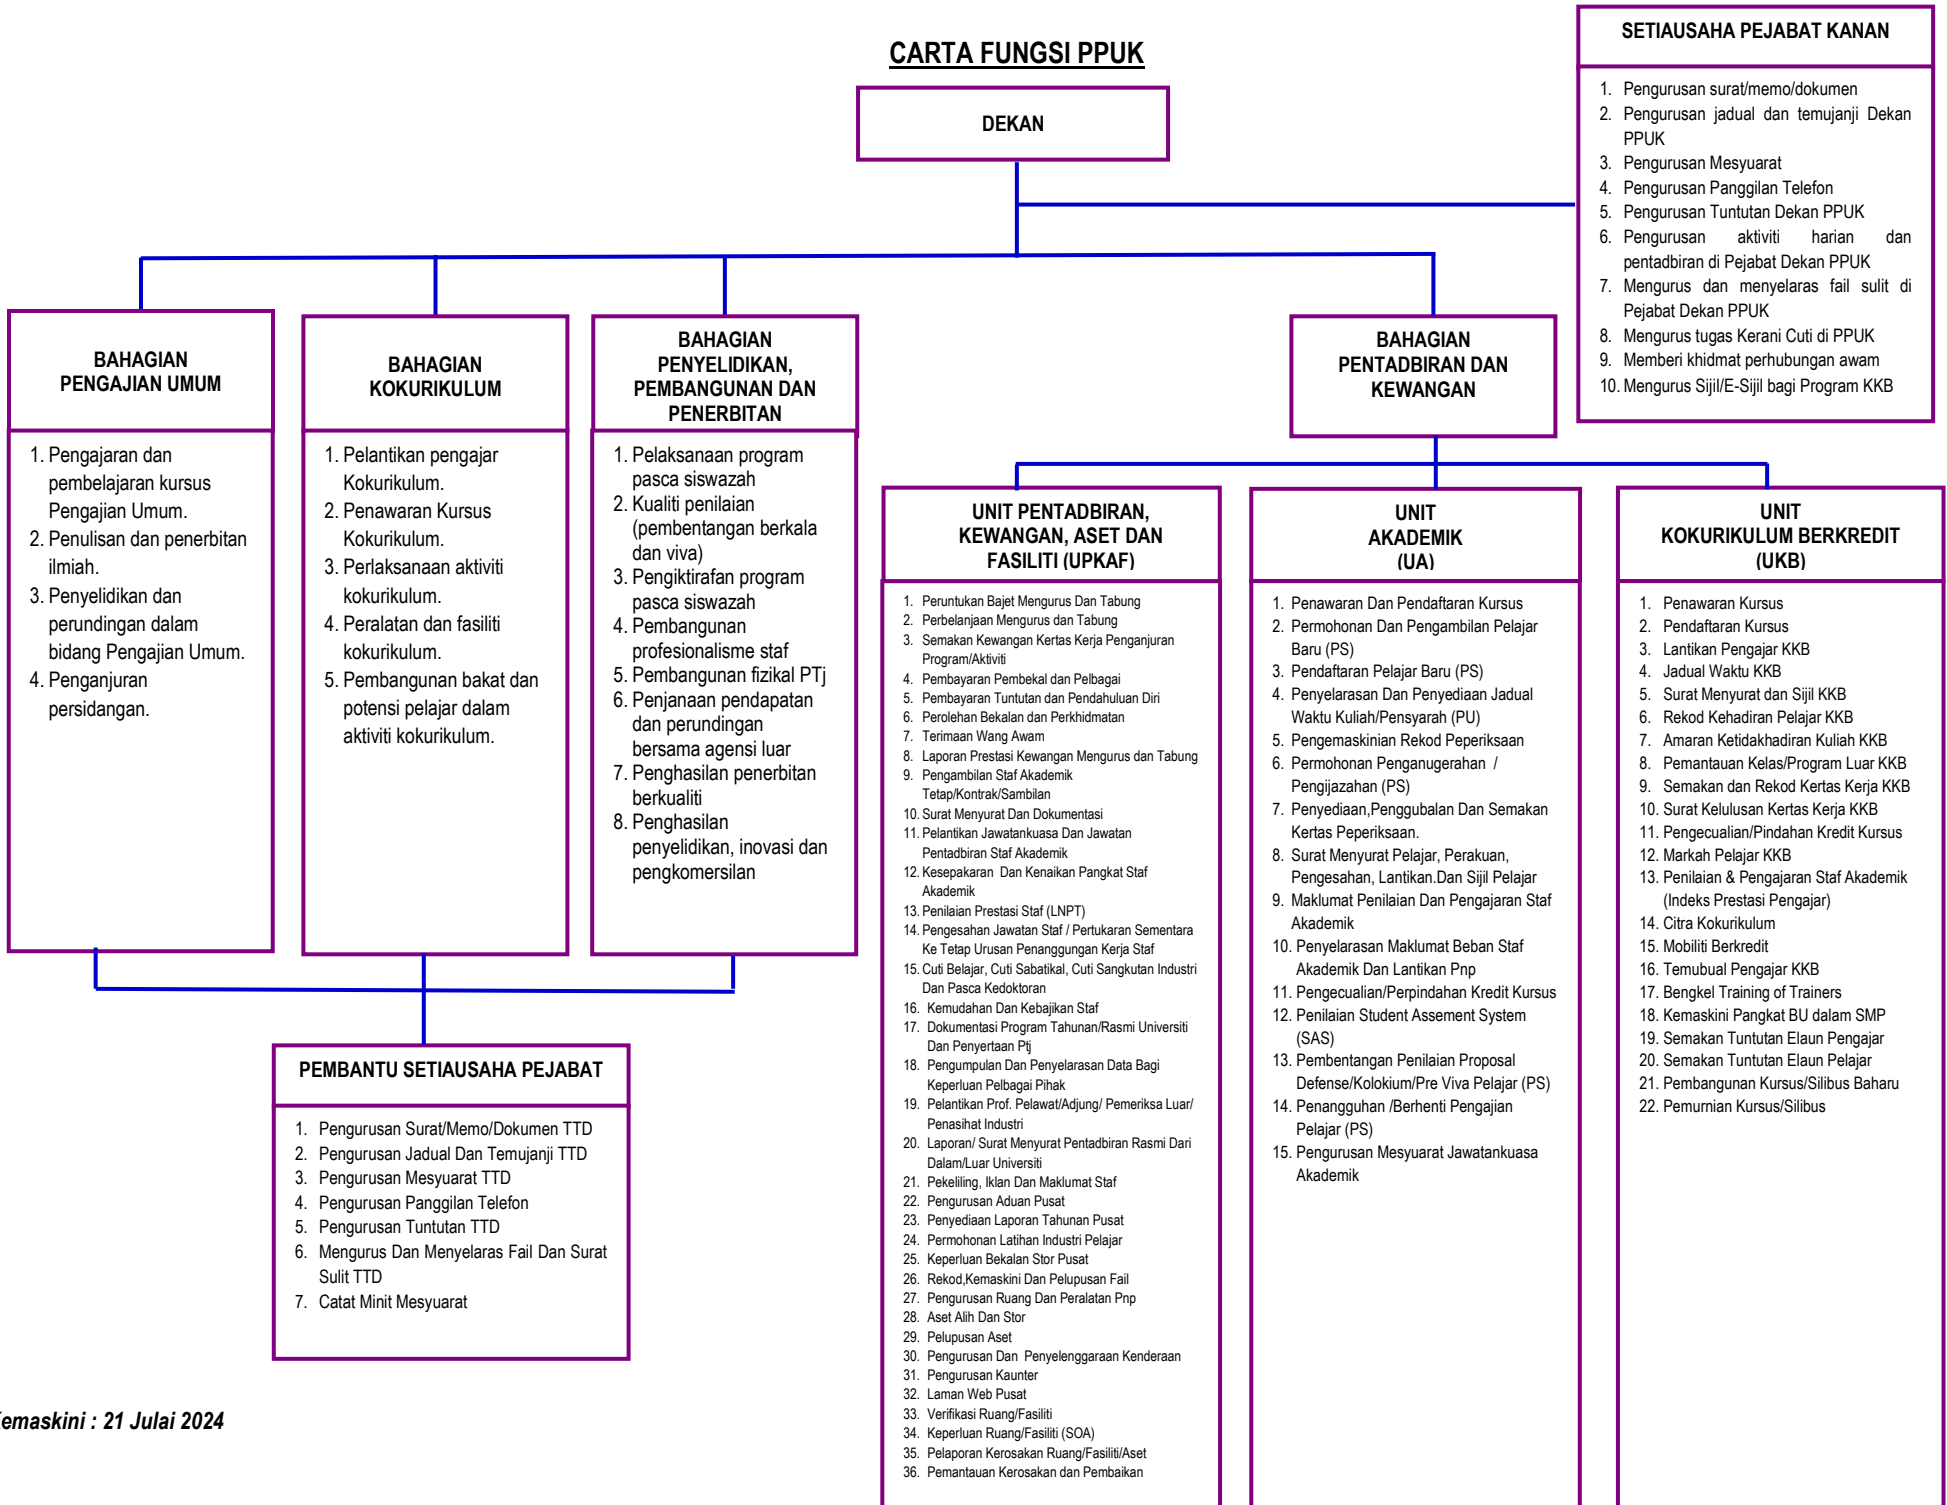 CARTA FUNGSI PPUK
DEKAN
SETIAUSAHA PEJABAT KANAN
1. Pengurusan surat/memo/dokumen
2. Pengurusan jadual dan temujanji Dekan
PPUK
3. Pengurusan Mesyuarat
4. Pengurusan Panggilan Telefon
5. Pengurusan Tuntutan Dekan PPUK
6. Pengurusan aktiviti harian dan
pentadbiran di Pejabat Dekan PPUK
7. Mengurus dan menyelaras fail sulit di
Pejabat Dekan PPUK
8. Mengurus tugas Kerani Cuti di PPUK
9. Memberi khidmat perhubungan awam
10. Mengurus Sijil/E-Sijil bagi Program KKB
BAHAGIAN
PENGAJIAN UMUM
1. Pengajaran dan
pembelajaran kursus
Pengajian Umum.
2. Penulisan dan penerbitan
ilmiah.
3. Penyelidikan dan
perundingan dalam
bidang Pengajian Umum.
4. Penganjuran
persidangan.
BAHAGIAN
KOKURIKULUM
1. Pelantikan pengajar
Kokurikulum.
2. Penawaran Kursus
Kokurikulum.
3. Perlaksanaan aktiviti
kokurikulum.
4. Peralatan dan fasiliti
kokurikulum.
5. Pembangunan bakat dan
potensi pelajar dalam
aktiviti kokurikulum.
BAHAGIAN
PENYELIDIKAN,
PEMBANGUNAN DAN
PENERBITAN
1. Pelaksanaan program
pasca siswazah
2. Kualiti penilaian
(pembentangan berkala
dan viva)
3. Pengiktirafan program
pasca siswazah
4. Pembangunan
profesionalisme staf
5. Pembangunan fizikal PTj
6. Penjanaan pendapatan
dan perundingan
bersama agensi luar
7. Penghasilan penerbitan
berkualiti
8. Penghasilan
penyelidikan, inovasi dan
pengkomersilan
BAHAGIAN
PENTADBIRAN DAN
KEWANGAN
UNIT PENTADBIRAN,
KEWANGAN, ASET DAN
FASILITI (UPKAF)
1. Peruntukan Bajet Mengurus Dan Tabung
2. Perbelanjaan Mengurus dan Tabung
3. Semakan Kewangan Kertas Kerja Penganjuran
Program/Aktiviti
4. Pembayaran Pembekal dan Pelbagai
5. Pembayaran Tuntutan dan Pendahuluan Diri
6. Perolehan Bekalan dan Perkhidmatan
7. Terimaan Wang Awam
8. Laporan Prestasi Kewangan Mengurus dan Tabung
9. Pengambilan Staf Akademik
Tetap/Kontrak/Sambilan
10. Surat Menyurat Dan Dokumentasi
11. Pelantikan Jawatankuasa Dan Jawatan
Pentadbiran Staf Akademik
12. Kesepakaran Dan Kenaikan Pangkat Staf
Akademik
13. Penilaian Prestasi Staf (LNPT)
14. Pengesahan Jawatan Staf / Pertukaran Sementara
Ke Tetap Urusan Penanggungan Kerja Staf
15. Cuti Belajar, Cuti Sabatikal, Cuti Sangkutan Industri
Dan Pasca Kedoktoran
16. Kemudahan Dan Kebajikan Staf
17. Dokumentasi Program Tahunan/Rasmi Universiti
Dan Penyertaan Ptj
18. Pengumpulan Dan Penyelarasan Data Bagi
Keperluan Pelbagai Pihak
19. Pelantikan Prof. Pelawat/Adjung/ Pemeriksa Luar/
Penasihat Industri
20. Laporan/ Surat Menyurat Pentadbiran Rasmi Dari
Dalam/Luar Universiti
21. Pekeliling, Iklan Dan Maklumat Staf
22. Pengurusan Aduan Pusat
23. Penyediaan Laporan Tahunan Pusat
24. Permohonan Latihan Industri Pelajar
25. Keperluan Bekalan Stor Pusat
26. Rekod,Kemaskini Dan Pelupusan Fail
27. Pengurusan Ruang Dan Peralatan Pnp
28. Aset Alih Dan Stor
29. Pelupusan Aset
30. Pengurusan Dan Penyelenggaraan Kenderaan
31. Pengurusan Kaunter
32. Laman Web Pusat
33. Verifikasi Ruang/Fasiliti
34. Keperluan Ruang/Fasiliti (SOA)
35. Pelaporan Kerosakan Ruang/Fasiliti/Aset
36. Pemantauan Kerosakan dan Pembaikan
UNIT
AKADEMIK
(UA)
1. Penawaran Dan Pendaftaran Kursus
2. Permohonan Dan Pengambilan Pelajar
Baru (PS)
3. Pendaftaran Pelajar Baru (PS)
4. Penyelarasan Dan Penyediaan Jadual
Waktu Kuliah/Pensyarah (PU)
5. Pengemaskinian Rekod Peperiksaan
6. Permohonan Penganugerahan /
Pengijazahan (PS)
7. Penyediaan,Penggubalan Dan Semakan
Kertas Peperiksaan.
8. Surat Menyurat Pelajar, Perakuan,
Pengesahan, Lantikan.Dan Sijil Pelajar
9. Maklumat Penilaian Dan Pengajaran Staf
Akademik
10. Penyelarasan Maklumat Beban Staf
Akademik Dan Lantikan Pnp
11. Pengecualian/Perpindahan Kredit Kursus
12. Penilaian Student Assement System
(SAS)
13. Pembentangan Penilaian Proposal
Defense/Kolokium/Pre Viva Pelajar (PS)
14. Penangguhan /Berhenti Pengajian
Pelajar (PS)
15. Pengurusan Mesyuarat Jawatankuasa
Akademik
UNIT
KOKURIKULUM BERKREDIT
(UKB)
1. Penawaran Kursus
2. Pendaftaran Kursus
3. Lantikan Pengajar KKB
4. Jadual Waktu KKB
5. Surat Menyurat dan Sijil KKB
6. Rekod Kehadiran Pelajar KKB
7. Amaran Ketidakhadiran Kuliah KKB
8. Pemantauan Kelas/Program Luar KKB
9. Semakan dan Rekod Kertas Kerja KKB
10. Surat Kelulusan Kertas Kerja KKB
11. Pengecualian/Pindahan Kredit Kursus
12. Markah Pelajar KKB
13. Penilaian & Pengajaran Staf Akademik
(Indeks Prestasi Pengajar)
14. Citra Kokurikulum
15. Mobiliti Berkredit
16. Temubual Pengajar KKB
17. Bengkel Training of Trainers
18. Kemaskini Pangkat BU dalam SMP
19. Semakan Tuntutan Elaun Pengajar
20. Semakan Tuntutan Elaun Pelajar
21. Pembangunan Kursus/Silibus Baharu
22. Pemurnian Kursus/Silibus
PEMBANTU SETIAUSAHA PEJABAT
1. Pengurusan Surat/Memo/Dokumen TTD
2. Pengurusan Jadual Dan Temujanji TTD
3. Pengurusan Mesyuarat TTD
4. Pengurusan Panggilan Telefon
5. Pengurusan Tuntutan TTD
6. Mengurus Dan Menyelaras Fail Dan Surat
Sulit TTD
7. Catat Minit Mesyuarat
emaskini : 21 Julai 2024